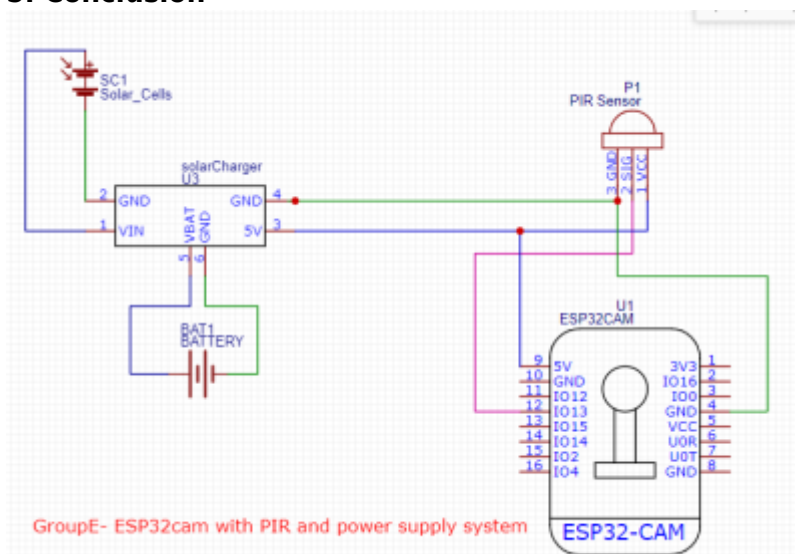 5. Conclusion
SC1
Solar_Cells
P1
PIR Sensor
3 GND
2 SIG
1 VCC
solarCharger
U3
2 GND
GND 4
1 VIN
5V 3
VBAT
GND
5
6
BAT1
BATTERY
U1
ESP32CAM
9 5V
3V3 1
10 GND
IO16 2
11 IO12
IO0 3
12 IO13
GND 4
13 IO15
VCC 5
14 IO14
U0R 6
15 IO2
U0T 7
16 IO4
GND 8
GroupE- ESP32cam with PIR and power supply system
ESP32-CAM